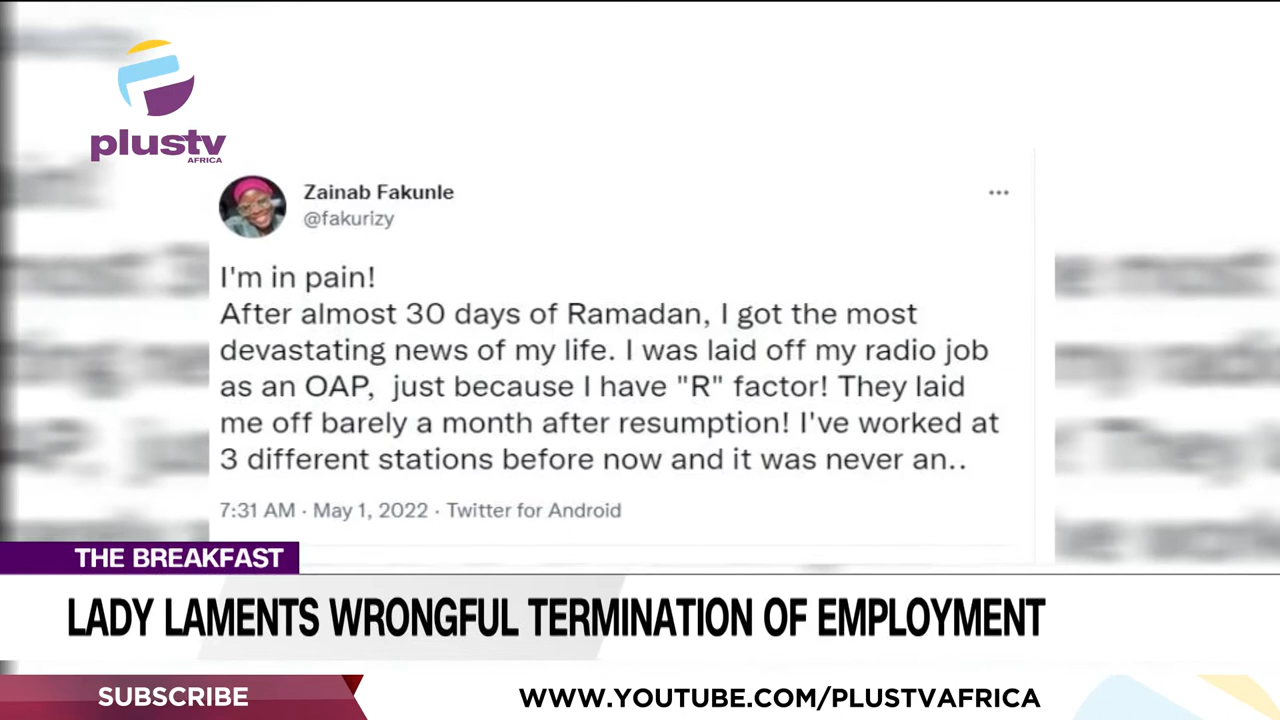 plustv
AFRICA
Zainab Fakunle
@fakurizy
I'm in pain!
After almost 30 days of Ramadan, I got the most
devastating news of my life. I was laid off my radio job
as an OAP, just because I have "R" factor! They laid
me off barely a month after resumption! I've worked at
3 different stations before now and it was never an..
7:31 AM · May 1, 2022 · Twitter for Android
THE BREAKFAST
LADY LAMENTS WRONGFUL TERMINATION OF EMPLOYMENT
SUBSCRIBE
WWW.YOUTUBE.COM/PLUSTVAFRICA